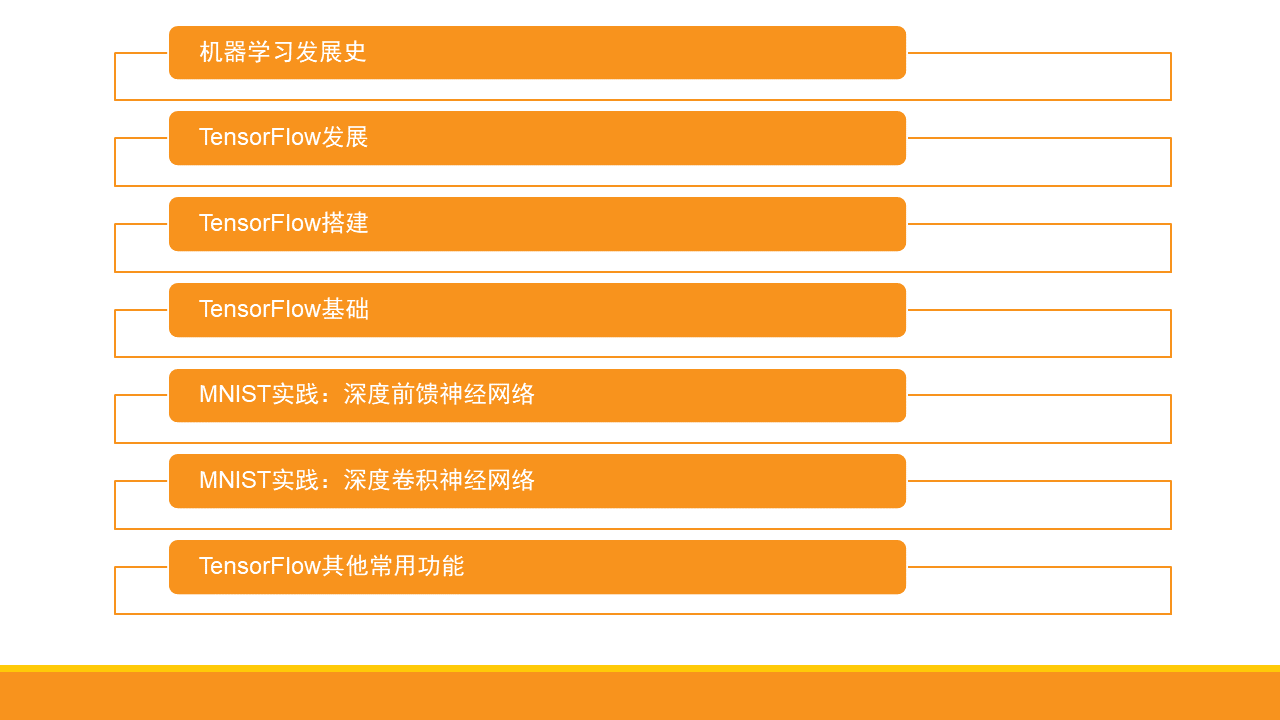 机器学习发展史
TensorFlow发展
TensorFlow搭建
TensorFlow基础
MNIST实践：深度前馈神经网络
MNIST实践：深度卷积神经网络
TensorFlow其他常用功能